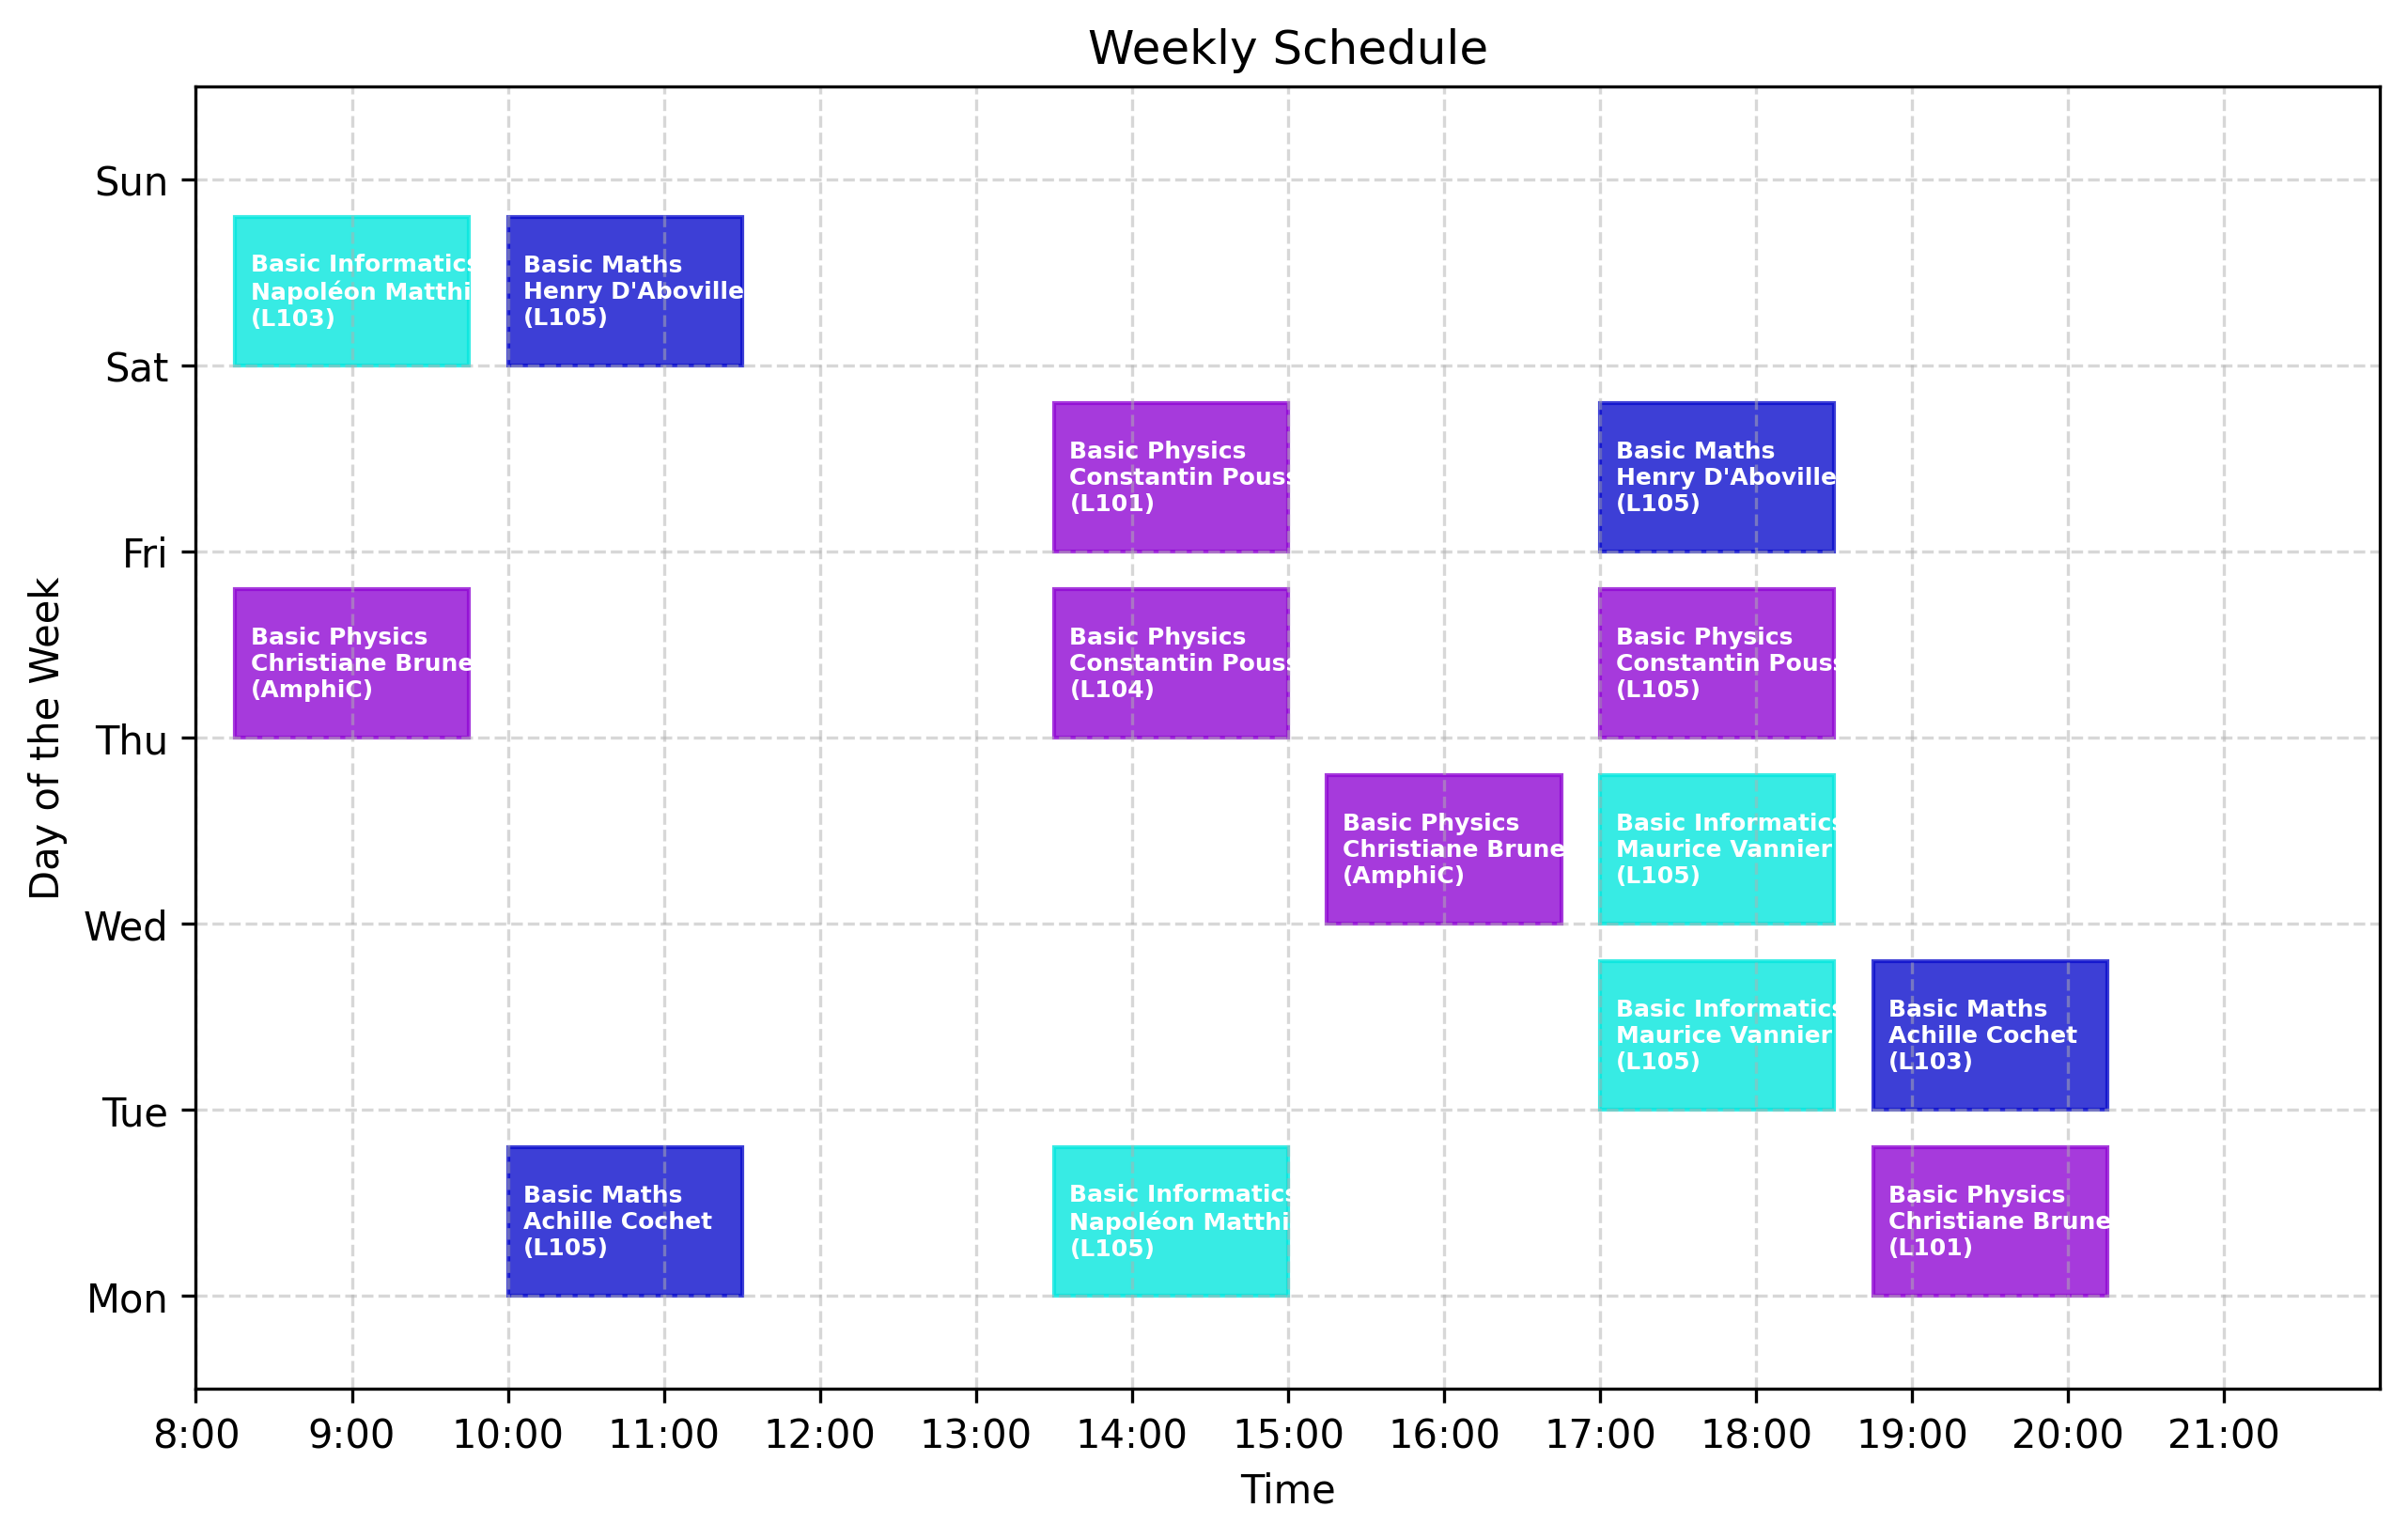 Weekly Schedule
Day of the Week
Sun
Basic Informatics
Napoléon Matthi
(L103)
Basic Maths
Henry D'Aboville
(L105)
Sat
Basic Physics
Constantin Pouss
(L101)
Basic Maths
Henry D'Aboville
(L105)
Fri
Basic Physics
Christiane Brune
(AmphiC)
Basic Physics
Constantin Pouss
(L104)
Basic Physics
Constantin Pouss
(L105)
Thu
Basic Physics
Christiane Brune
(AmphiC)
Basic Informatics
Maurice Vannier
(L105)
Wed
Basic Informatics
Maurice Vannier
(L105)
Basic Maths
Achille Cochet
(L103)
Tue
Basic Maths
Achille Cochet
(L105)
Basic Informatics
Napoléon Matthi
(L105)
Basic Physics
Christiane Brune
(L101)
Mon
8:00 9:00 10:00 11:00 12:00 13:00 14:00 15:00 16:00 17:00 18:00 19:00 20:00 21:00
Time